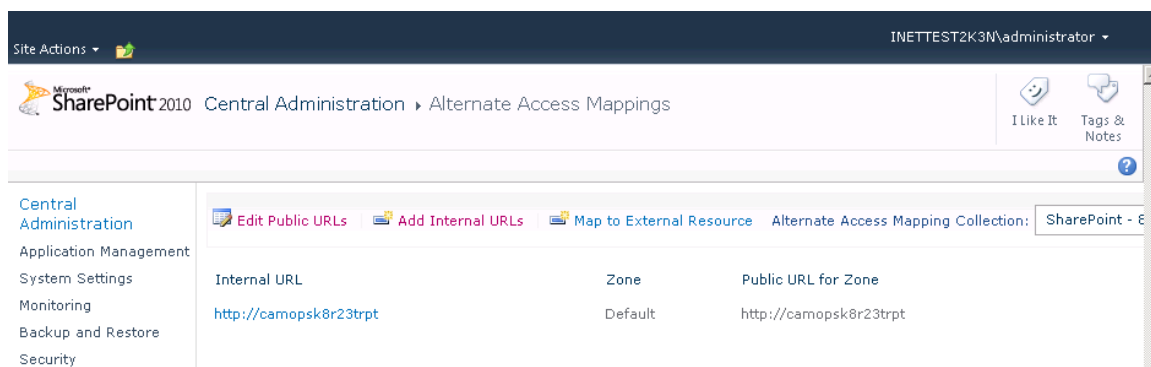 INETTEST2K3N\administrator
Site Actions
Microsoft
SharePoint 2010 Central Administration Alternate Access Mappings
I Like It Tags &
Notes
Central
Administration
Edit Public URLs Add Internal URLs Map to External Resource Alternate Access Mapping Collection: SharePoint - 8
Application Management
System Settings
Internal URL Zone Public URL for Zone
Monitoring
http://camopsk8r23trpt Default http://camopsk8r23trpt
Backup and Restore
Security